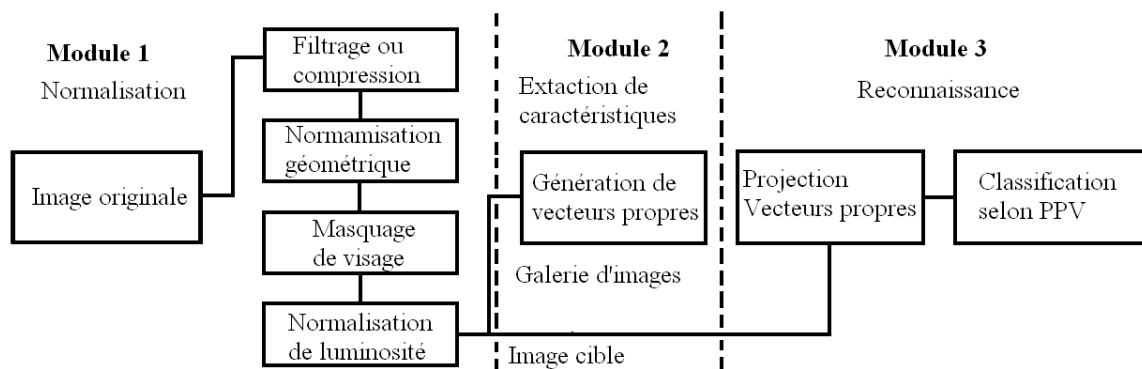 Module 1
Normalisation
Image originale
Filtrage ou
compression
Normamisation
géométrique
Masquage
de visage
Normalisation
de luminosité
Module 2
Extaction de
caractéristiques
Génération de
vecteurs propres
Galerie d'images
Image cible
Module 3
Reconnaissance
Projection
Vecteurs propres
Classification
selon PPV